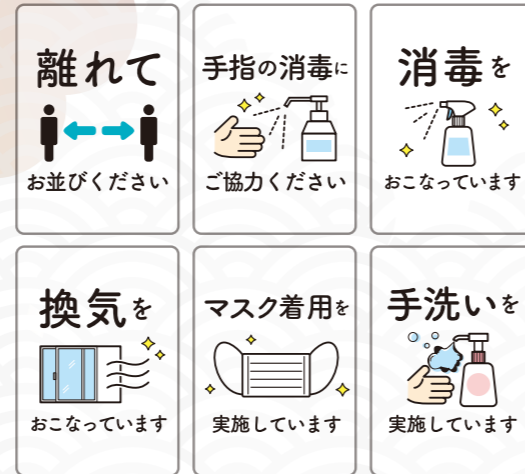 離れて
お並びください
手指の消毒に
ご協力ください
消毒を
おこなっています
換気を
おこなっています
マスク着用を
実施しています
手洗いを
実施しています